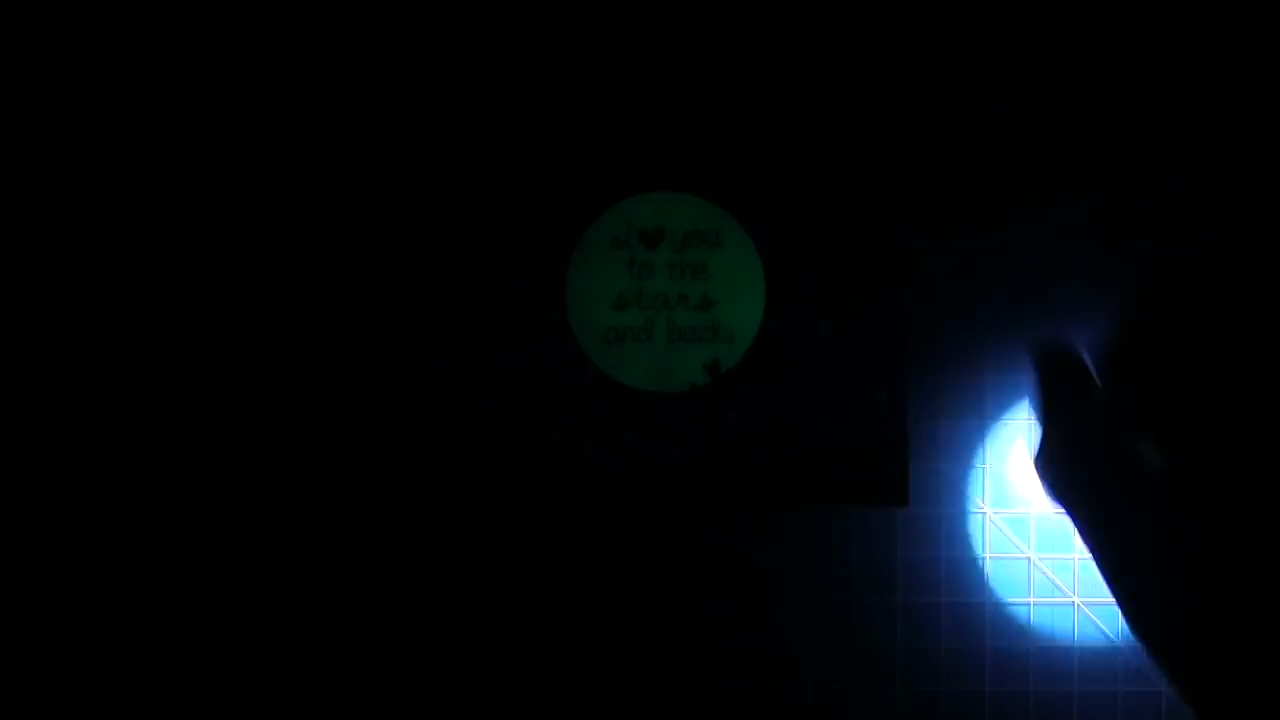 i ♥ you
to the
stars
and back.